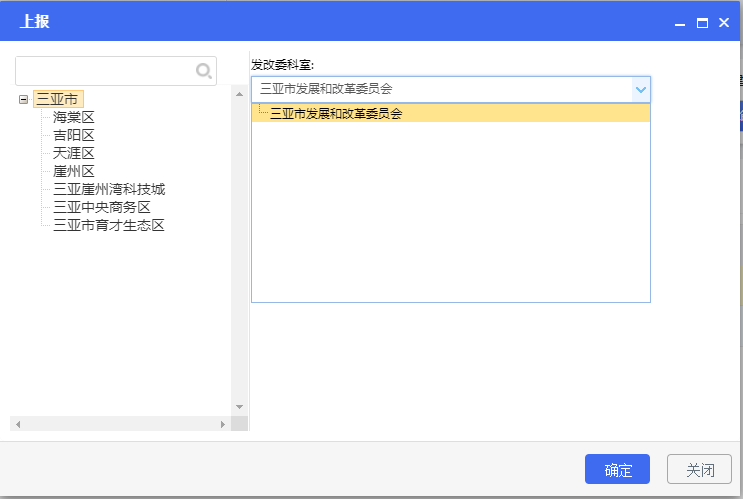 上报
三亚市
海棠区
吉阳区
天涯区
崖州区
三亚崖州湾科技城
三亚中央商务区
三亚市育才生态区
发改委科室:
三亚市发展和改革委员会
三亚市发展和改革委员会
确定
关闭